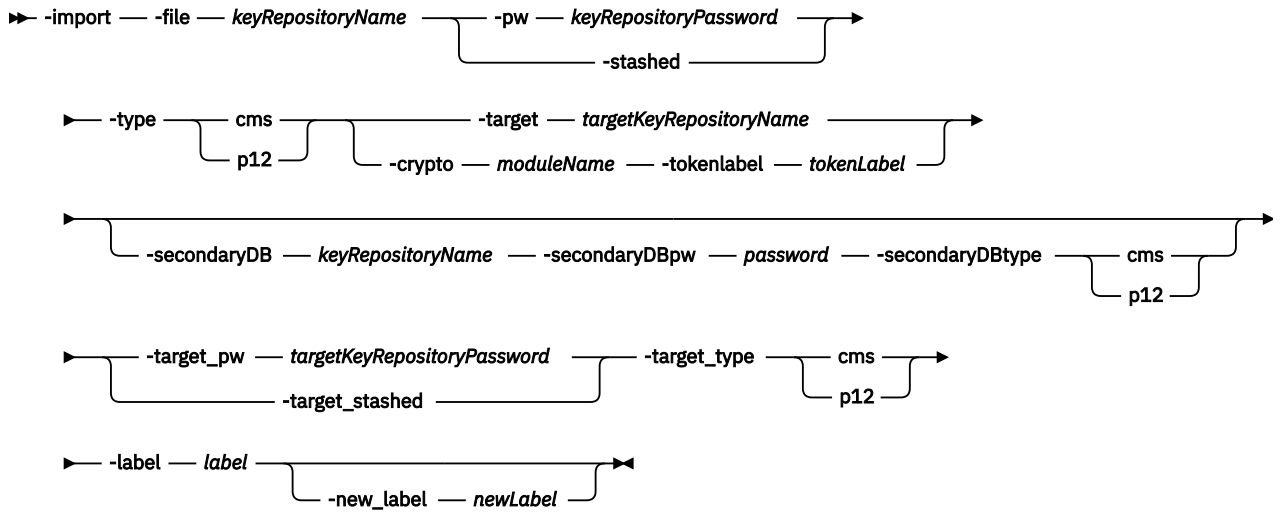 -import -file keyRepositoryName -pw keyRepositoryPassword
-stashed
-type cms -target targetKeyRepositoryName
p12 -crypto moduleName -tokenlabel tokenLabel
-secondaryDB keyRepositoryName -secondaryDBpw password -secondaryDBtype cms
p12
-target_pw targetKeyRepositoryPassword -target_type cms
-target_stashed p12
-label label
-new_label newLabel